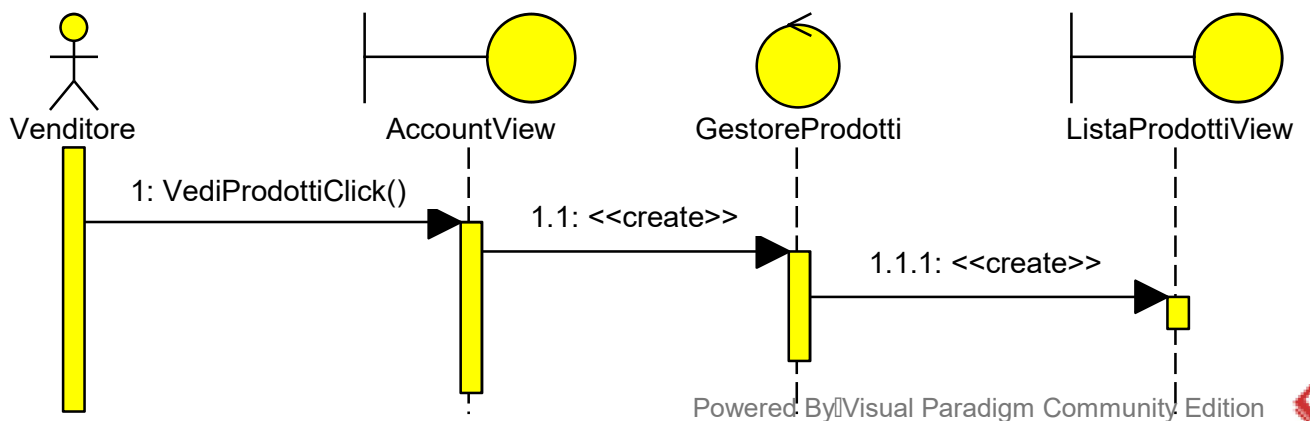 Venditore
AccountView
GestoreProdotti
ListaProdottiView
1: VediProdottiClick()
1.1: <<create>>
1.1.1: <<create>>
Powered By Visual Paradigm Community Edition